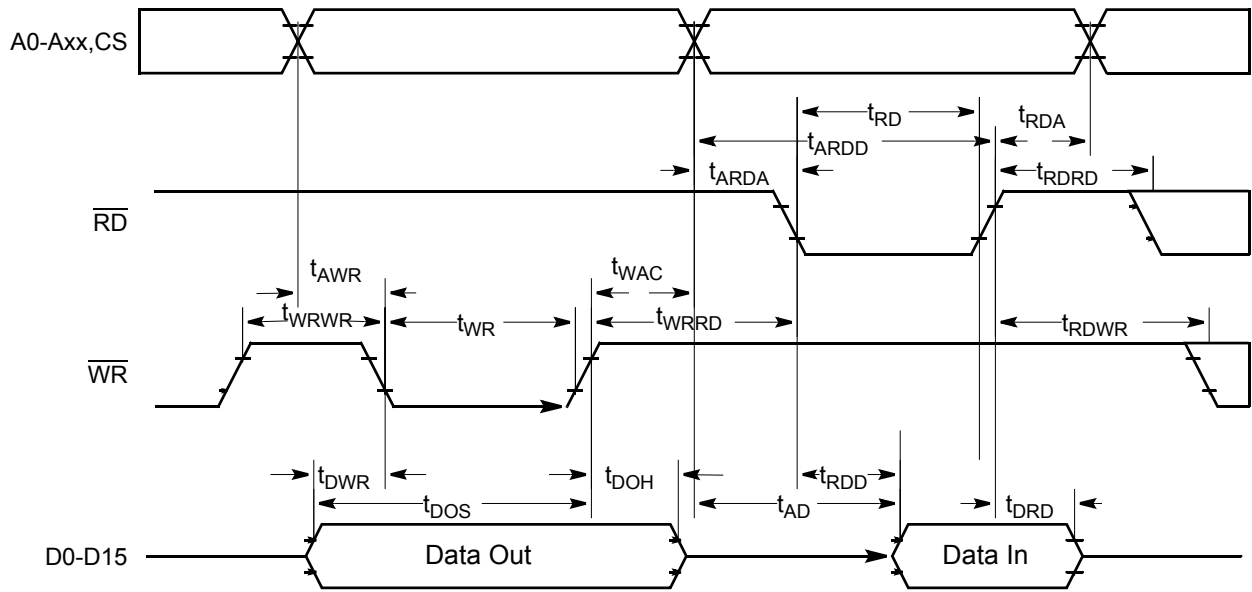 A0-Axx,CS
tRD
tRDA
tARDD
tARDA
tRDRD
RD
tAWR
tWAC
tWRWR
tWR
tWRRD
tRDWR
WR
tDWR
tDOH
tRDD
tDOS
tAD
tDRD
D0-D15
Data Out
Data In